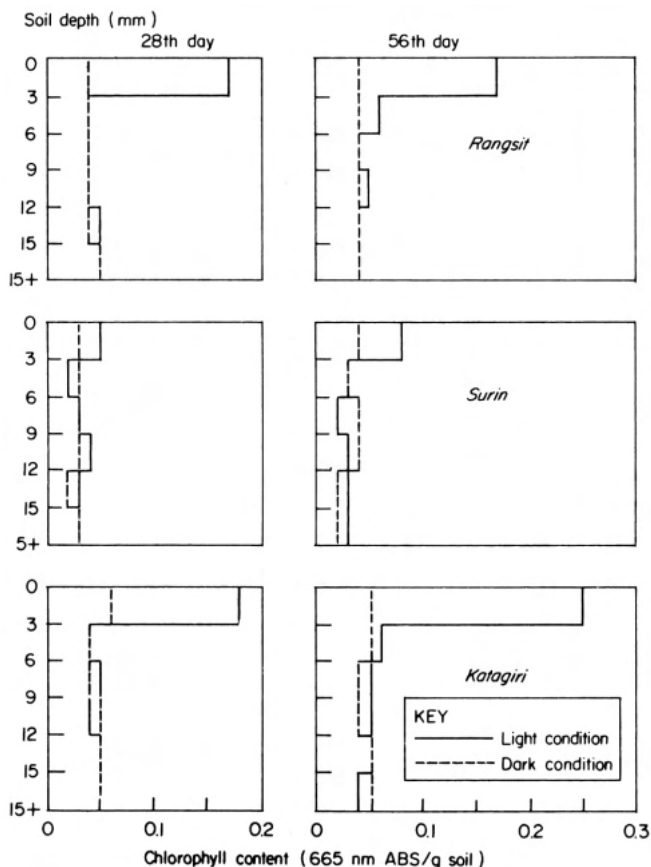 Soil depth (mm)
28th day
56th day
0
3
6
9
12
15
15+
Rangsit
0
3
6
9
12
15
5+
Surin
0
3
6
9
12
15
15+
Katagiri
KEY
Light condition
Dark condition
0 0.1 0.2
0 0.1 0.2 0.3
Chlorophyll content (665 nm ABS/g soil)